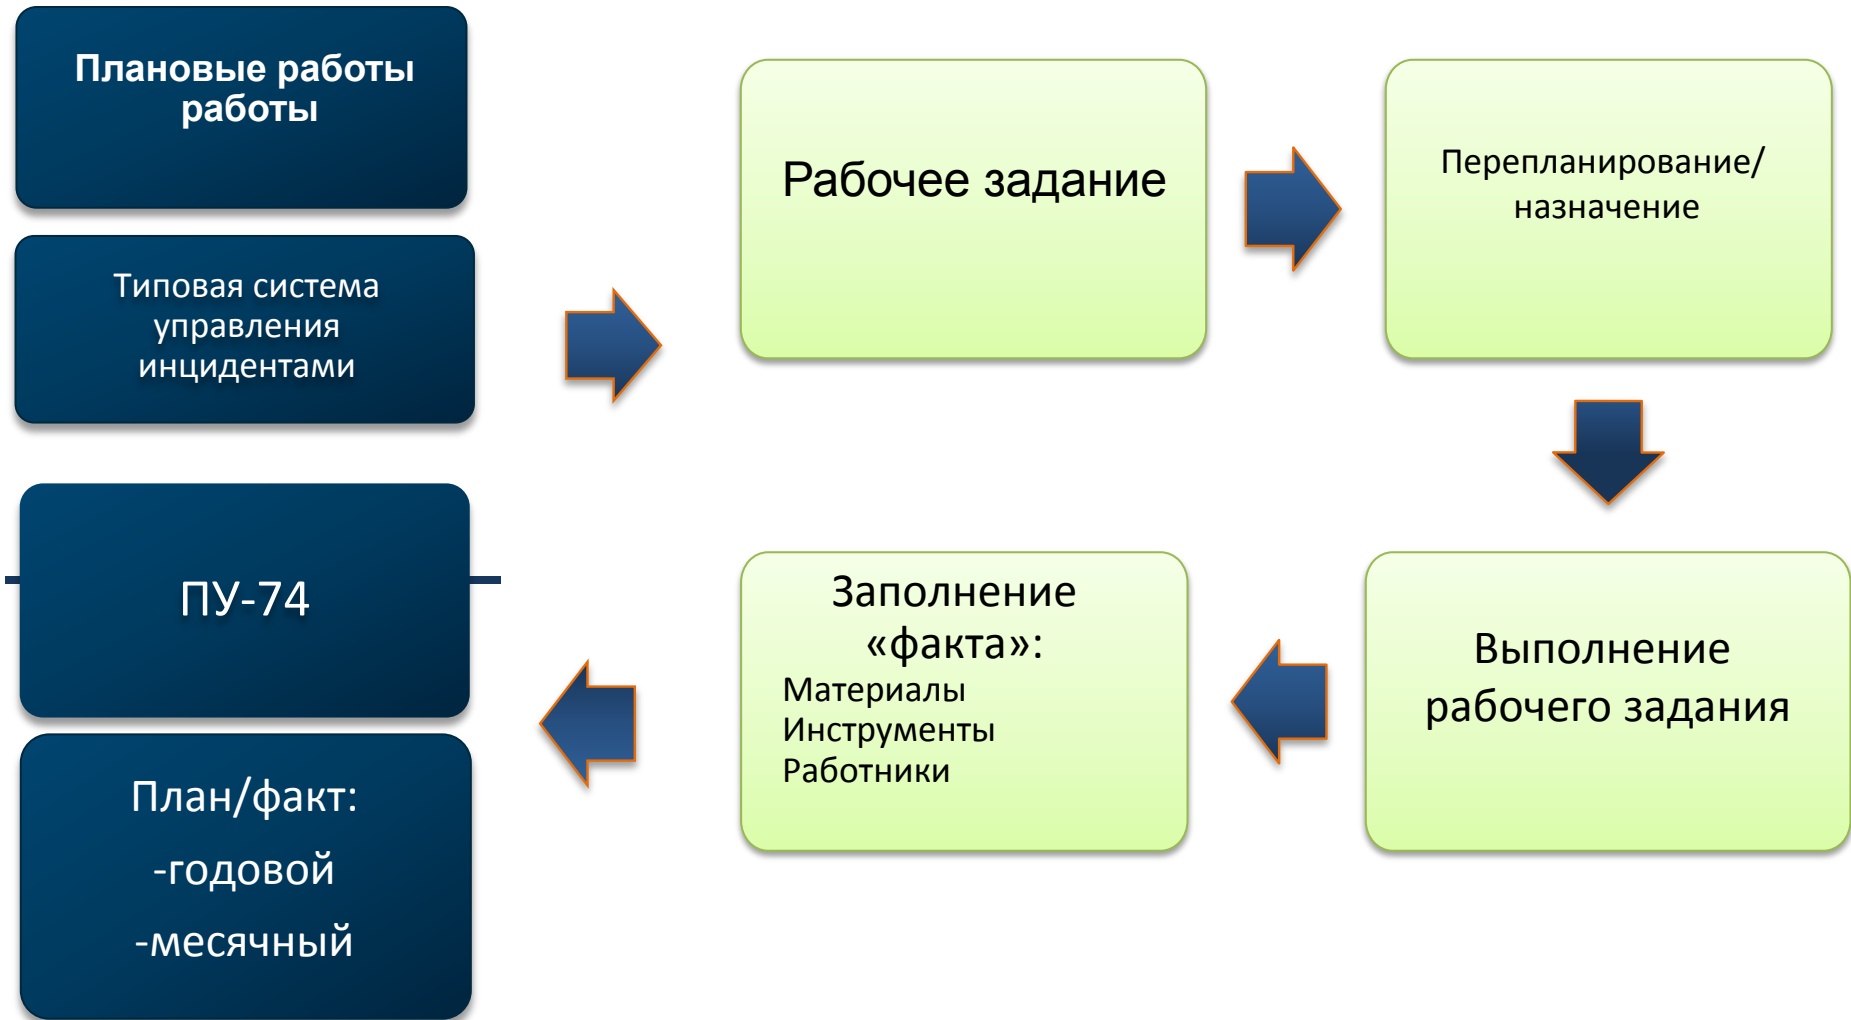 Плановые работы
работы
Типовая система
управления
инцидентами
Рабочее задание
Перепланирование/
назначение
Выполнение
рабочего задания
Заполнение
«факта»:
Материалы
Инструменты
Работники
ПУ-74
План/факт:
-годовой
-месячный